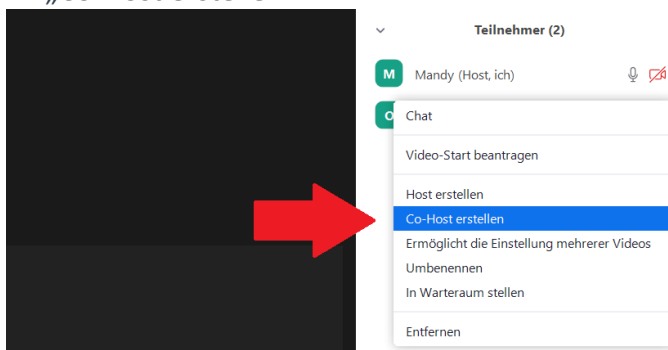 Teilnehmer (2)
M Mandy (Host, ich)
O
Chat
Video-Start beantragen
Host erstellen
Co-Host erstellen
Ermöglicht die Einstellung mehrerer Videos
Umbenennen
In Warteraum stellen
Entfernen